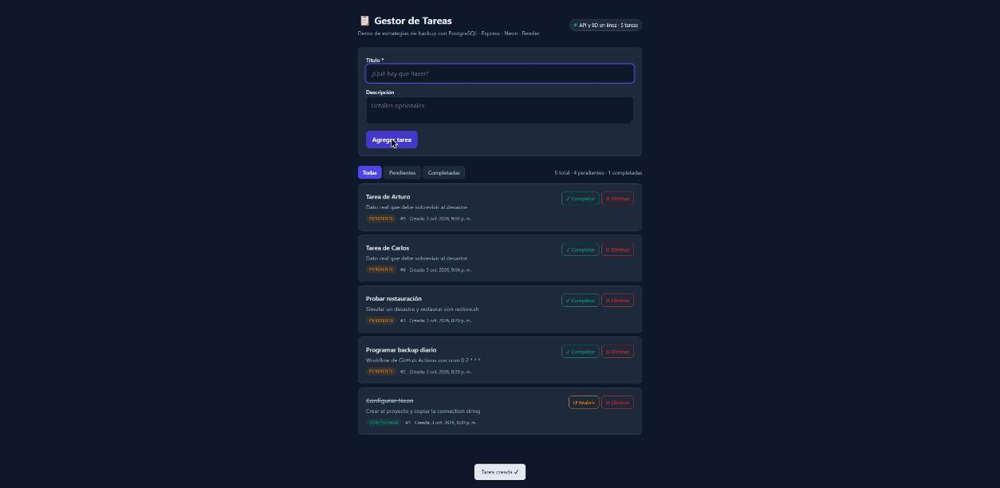 📋 Gestor de Tareas
Demo de estrategias de backup con PostgreSQL · Express · Neon · Render
API y BD en línea · 5 tareas
Título *
¿Qué hay que hacer?
Descripción
Detalles opcionales
Agregar tarea
Todas Pendientes Completadas 5 total · 4 pendientes · 1 completadas
Tarea de Arturo ✓ Completar ✕ Eliminar
Dato real que debe sobrevivir al desastre
PENDIENTE #5 Creada: 3 oct. 2026, 9:04 p. m.
Tarea de Carlos ✓ Completar ✕ Eliminar
Dato real que debe sobrevivir al desastre
PENDIENTE #4 Creada: 3 oct. 2026, 9:04 p. m.
Probar restauración ✓ Completar ✕ Eliminar
Simular un desastre y restaurar con restore.sh
PENDIENTE #3 Creada: 3 oct. 2026, 8:20 p. m.
Programar backup diario ✓ Completar ✕ Eliminar
Workflow de GitHub Actions con cron 0 2 * * *
PENDIENTE #2 Creada: 3 oct. 2026, 8:20 p. m.
Configurar Neon ↺ Reabrir ✕ Eliminar
Crear el proyecto y copiar la connection string
COMPLETADA #1 Creada: 3 oct. 2026, 8:20 p. m.
Tarea creada ✓